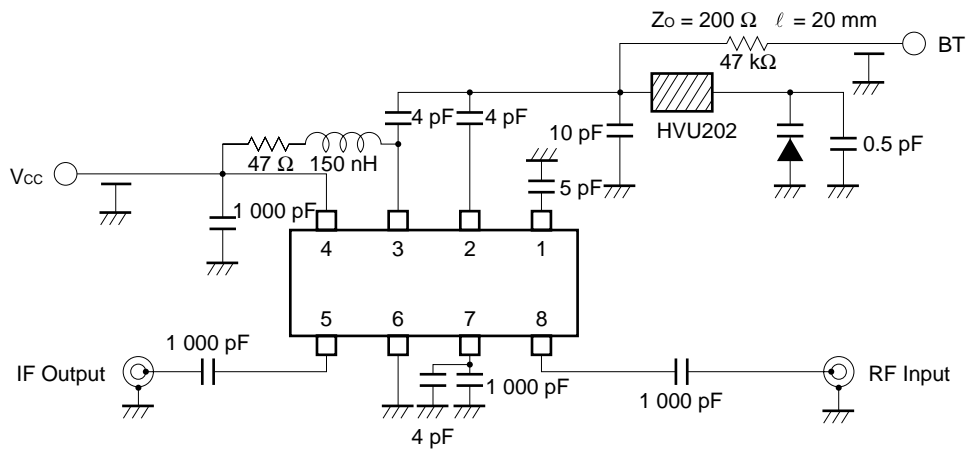 Zo = 200 Ω ℓ = 20 mm
BT
47 kΩ
4 pF
4 pF
10 pF
HVU202
0.5 pF
47 Ω
150 nH
Vcc
5 pF
1 000 pF
4
3
2
1
5
6
7
8
1 000 pF
IF Output
1 000 pF
1 000 pF
RF Input
4 pF